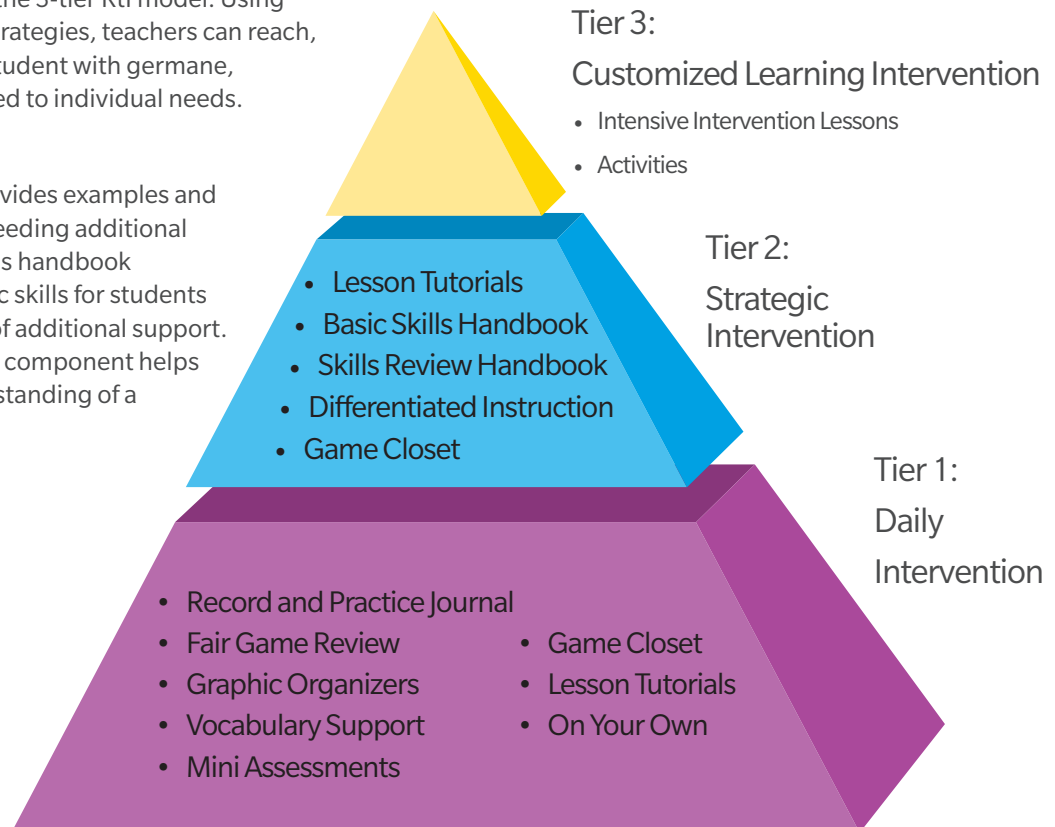 the 3-tier RtI model. Using
trategies, teachers can reach,
tudent with germane,
ed to individual needs.
vides examples and
eeding additional
s handbook
c skills for students
of additional support.
component helps
standing of a
Tier 3:
Customized Learning Intervention
• Intensive Intervention Lessons
• Activities
Tier 2:
Strategic
Intervention
• Lesson Tutorials
• Basic Skills Handbook
• Skills Review Handbook
• Differentiated Instruction
• Game Closet
Tier 1:
Daily
Intervention
• Record and Practice Journal
• Fair Game Review
• Graphic Organizers
• Vocabulary Support
• Mini Assessments
• Game Closet
• Lesson Tutorials
• On Your Own